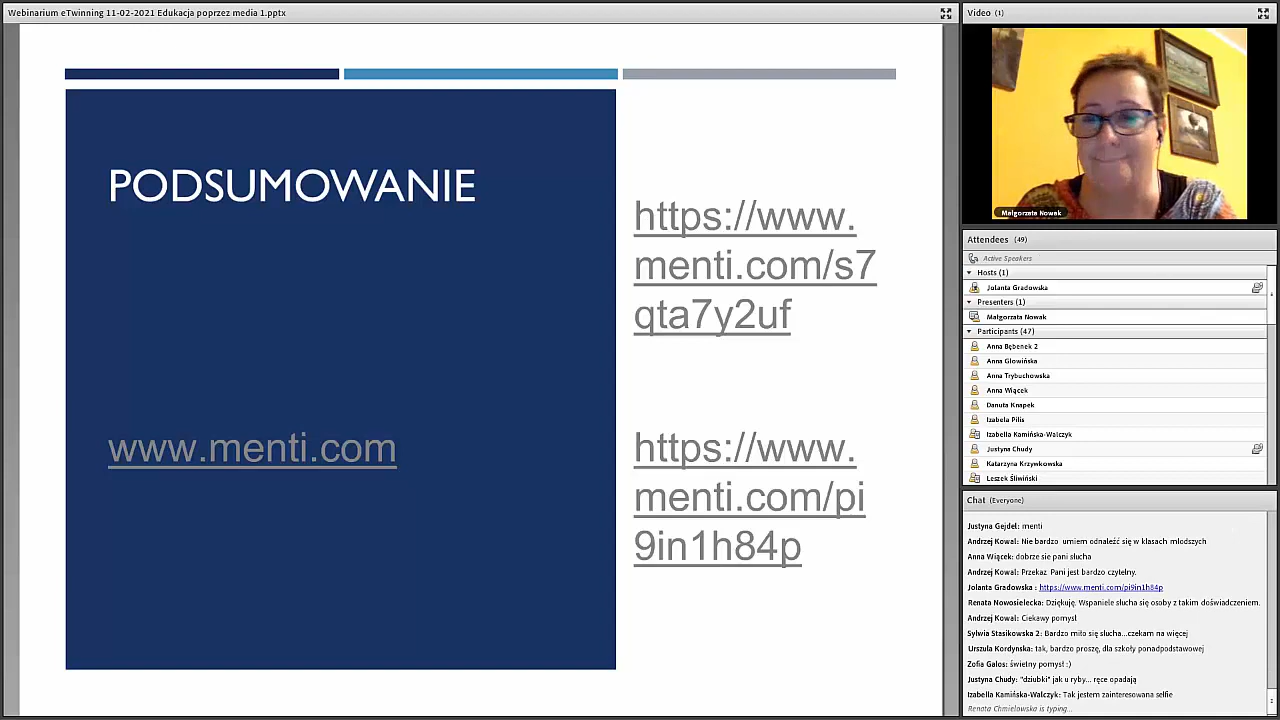 Webinarium eTwinning 11-02-2021 Edukacja poprzez media 1.pptx
PODSUMOWANIE
www.menti.com
https://www.
menti.com/s7
qta7y2uf
https://www.
menti.com/pi
9in1h84p
Video (1)
Małgorzata Nowak
Attendees (49)
Active Speakers
Hosts (1)
Jolanta Gradowska
Presenters (1)
Małgorzata Nowak
Participants (47)
Anna Bębenek 2
Anna Głowińska
Anna Trybuchowska
Anna Wiącek
Danuta Knapek
Izabela Pilis
Izabella Kamińska-Walczyk
Justyna Chudy
Katarzyna Krzywkowska
Leszek Śliwiński
Chat (Everyone)
Justyna Gejdel: menti
Andrzej Kowal: Nie bardzo umiem odnaleźć się w klasach młodszych
Anna Wiącek: dobrze sie pani słucha
Andrzej Kowal: Przekaz Pani jest bardzo czytelny.
Jolanta Gradowska : https://www.menti.com/pi9in1h84p
Renata Nowosielecka: Dziękuję. Wspaniele słucha się osoby z takim doświadczeniem.
Andrzej Kowal: Ciekawy pomysł
Sylwia Stasikowska 2: Bardzo miło się słucha...czekam na więcej
Urszula Kordynska: tak, bardzo proszę, dla szkoły ponadpodstawowej
Zofia Galos: świetny pomysł :)
Justyna Chudy: "dziubki" jak u ryby... ręce opadają
Izabella Kamińska-Walczyk: Tak jestem zainteresowana selfie
Renata Chmielowska is typing...